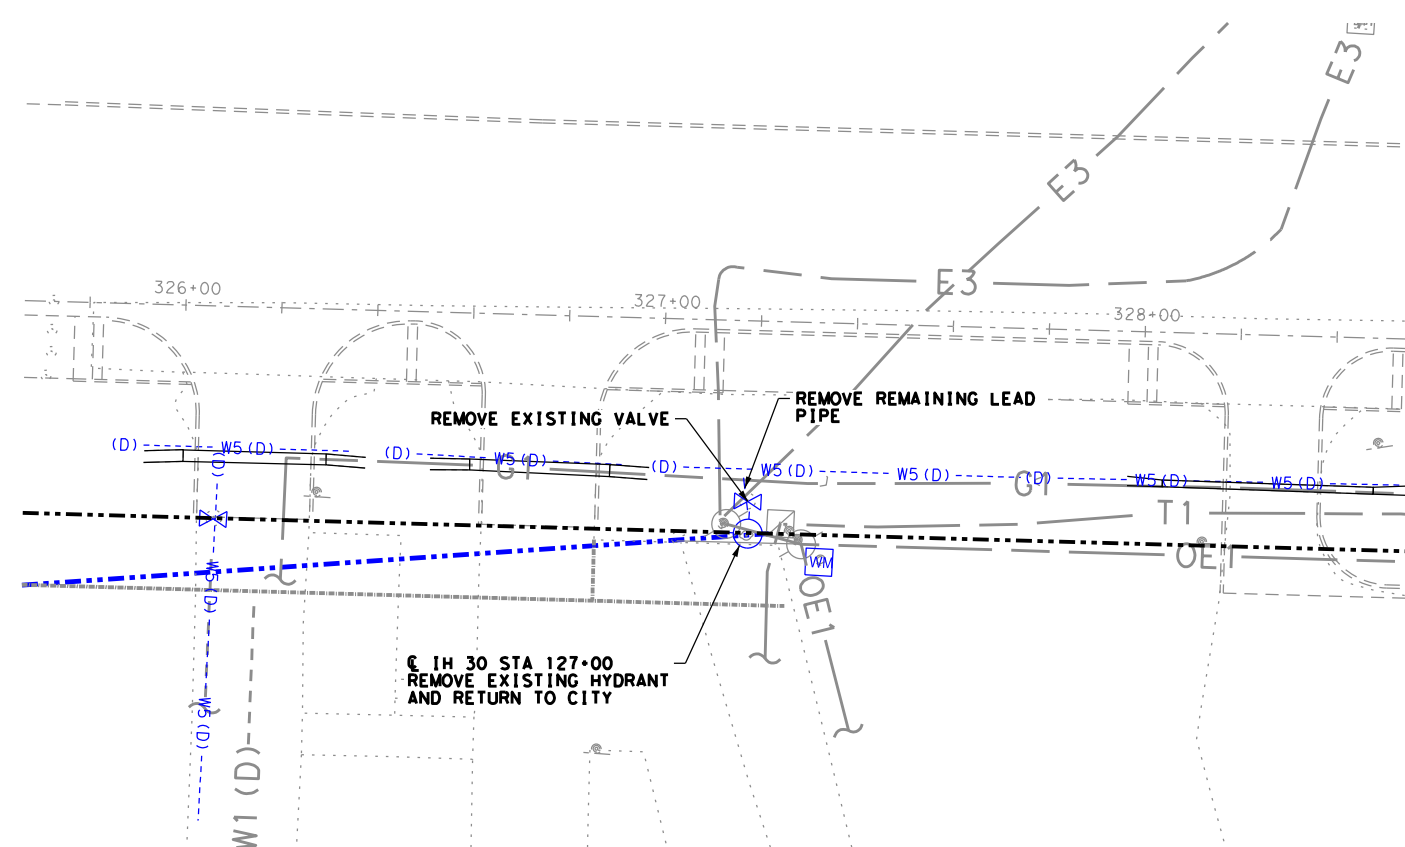 E3
E3
E3
326+00
327+00
328+00
REMOVE REMAINING LEAD
PIPE
REMOVE EXISTING VALVE
(D)
W5(D)
(D)
W5(D)
(D)
W5(D)
W5(D)
(D)
W5(D)
W5(D)
(D)
G1
G1
T1
OE1
WM
W5(D)
OE1
℄ IH 30 STA 127+00
REMOVE EXISTING HYDRANT
AND RETURN TO CITY
W5(D)
W1(D)